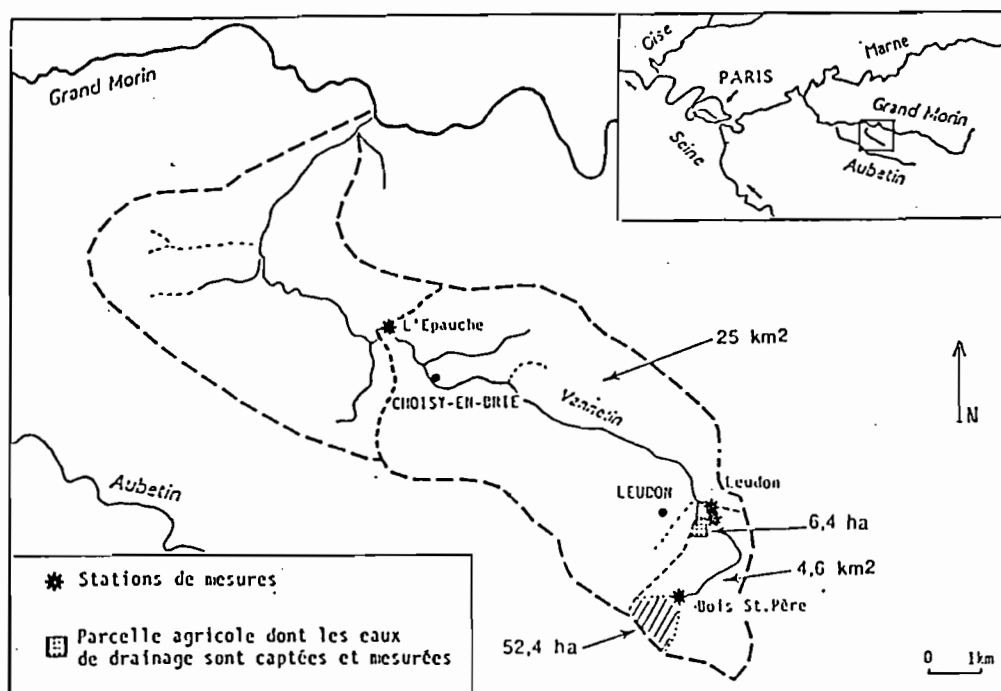 Grand Morin
Oise
Marne
PARIS
Grand Morin
Seine
Aubetin
L'Epauche
25 km2
CHOISY-EN-BRIE
Vannetin
N
Aubetin
LEUDON
Leudon
6,4 ha
4,6 km2
Bois St.Père
52,4 ha
Stations de mesures
Parcelle agricole dont les eaux
de drainage sont captées et mesurées
0 1km